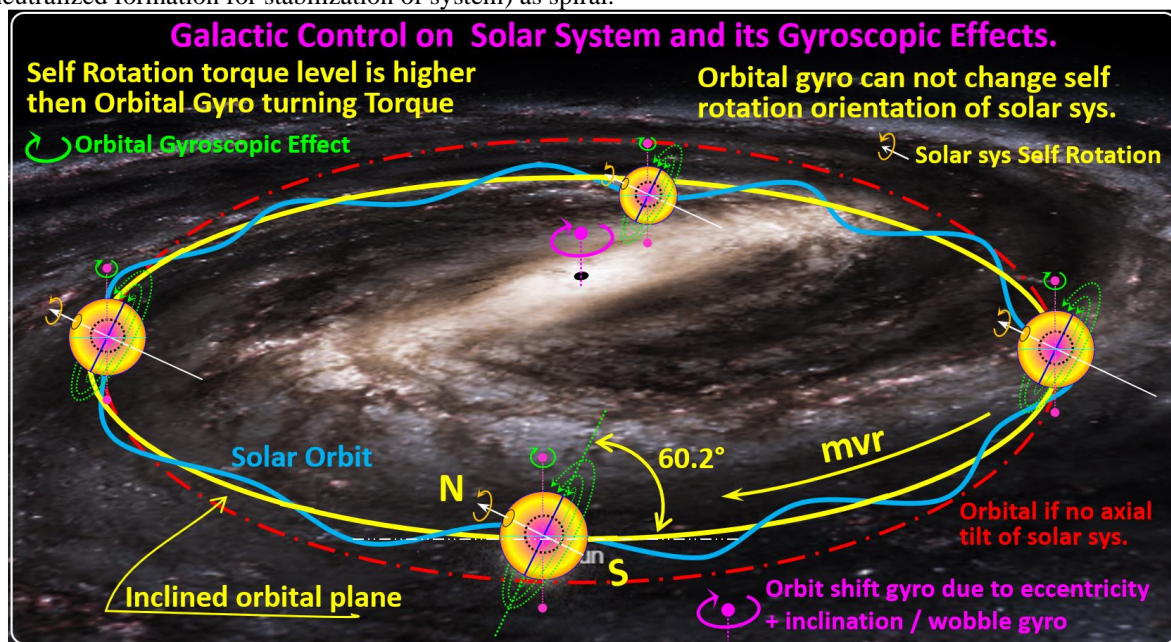 neutralized formation for stabilization of system) as spiral.
Galactic Control on Solar System and its Gyroscopic Effects.
Self Rotation torque level is higher
then Orbital Gyro turning Torque
Orbital Gyroscopic Effect
Orbital gyro can not change self
rotation orientation of solar sys.
Solar sys Self Rotation
Solar Orbit
60.2°
mvr
N
S
un
Inclined orbital plane
Orbital if no axial
tilt of solar sys.
Orbit shift gyro due to eccentricity
+ inclination / wobble gyro